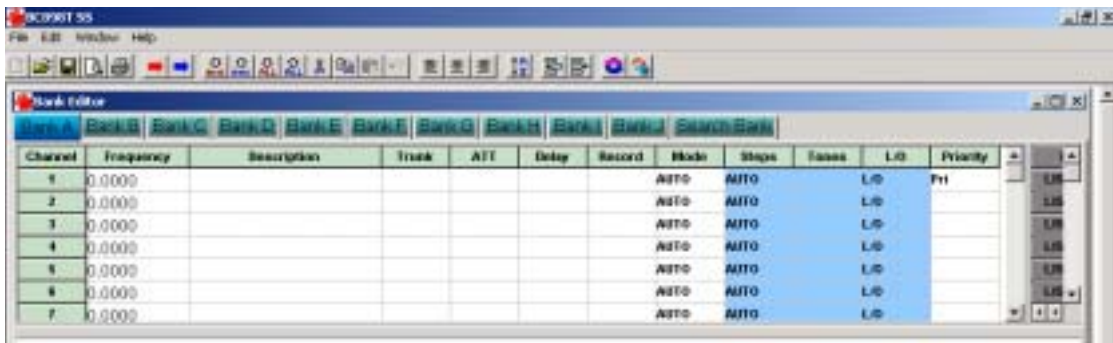 BC898T SS
File Edit Window Help
Bank Editor
Bank A Bank B Bank C Bank D Bank E Bank F Bank G Bank H Bank I Bank J Search Bank
Channel Frequency Description Trunk ATT Delay Record Mode Steps Tones L/O Priority
1 0.0000 AUTO AUTO L/O Pri
2 0.0000 AUTO AUTO L/O
3 0.0000 AUTO AUTO L/O
4 0.0000 AUTO AUTO L/O
5 0.0000 AUTO AUTO L/O
6 0.0000 AUTO AUTO L/O
7 0.0000 AUTO AUTO L/O